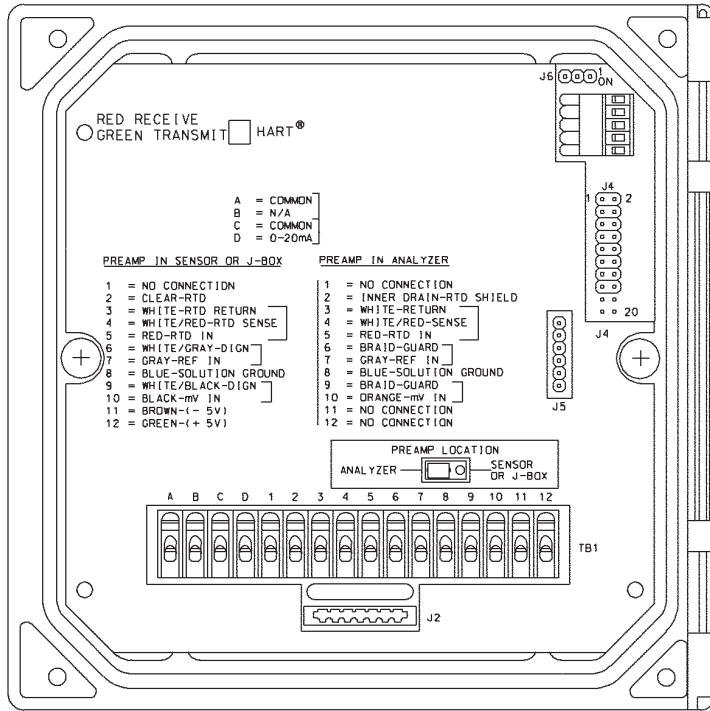 J6
1
ON
RED RECEIVE
GREEN TRANSMIT HART®
J4
1 2
A = COMMON
B = N/A
C = COMMON
D = 0-20mA
PREAMP IN SENSOR OR J-BOX
1 = NO CONNECTION
2 = CLEAR-RTD
3 = WHITE-RTD RETURN
4 = WHITE/RED-RTD SENSE
5 = RED-RTD IN
6 = WHITE/GRAY-DIGN
7 = GRAY-REF IN
8 = BLUE-SOLUTION GROUND
9 = WHITE/BLACK-DIGN
10 = BLACK-mV IN
11 = BROWN-(- 5V)
12 = GREEN-(+ 5V)
PREAMP IN ANALYZER
1 = NO CONNECTION
2 = INNER DRAIN-RTD SHIELD
3 = WHITE-RETURN
4 = WHITE/RED-SENSE
5 = RED-RTD IN
6 = BRAID-GUARD
7 = GRAY-REF IN
8 = BLUE-SOLUTION GROUND
9 = BRAID-GUARD
10 = ORANGE-mV IN
11 = NO CONNECTION
12 = NO CONNECTION
20
J4
J5
PREAMP LOCATION
ANALYZER
SENSOR
OR J-BOX
A B C D 1 2 3 4 5 6 7 8 9 10 11 12
TB1
J2